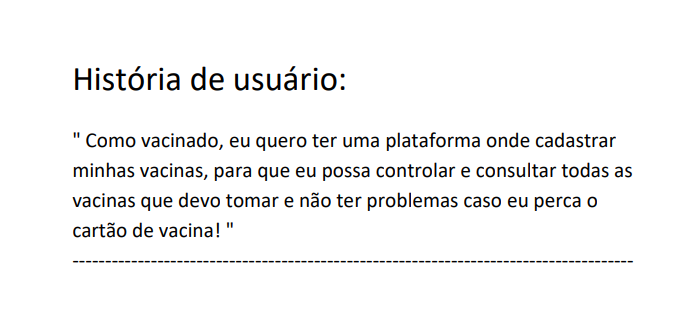 História de usuário:
" Como vacinado, eu quero ter uma plataforma onde cadastrar
minhas vacinas, para que eu possa controlar e consultar todas as
vacinas que devo tomar e não ter problemas caso eu perca o
cartão de vacina! "
---------------------------------------------------------------------------------------